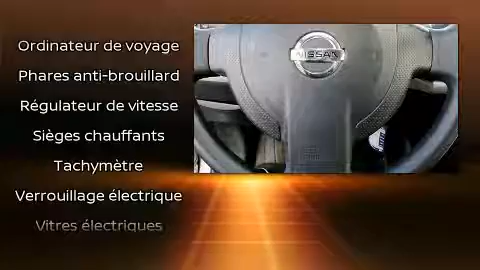 Ordinateur de voyage
Phares anti-brouillard
Régulateur de vitesse
Sièges chauffants
Tachymètre
Verrouillage électrique
Vitres électriques
NISSAN